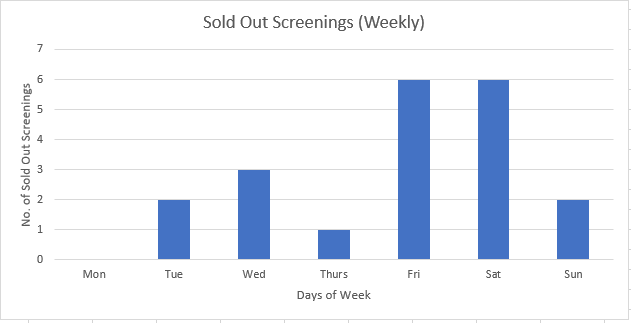 Sold Out Screenings (Weekly)
7
6
5
4
3
2
1
0
No. of Sold Out Screenings
Mon Tue Wed Thurs Fri Sat Sun
Days of Week